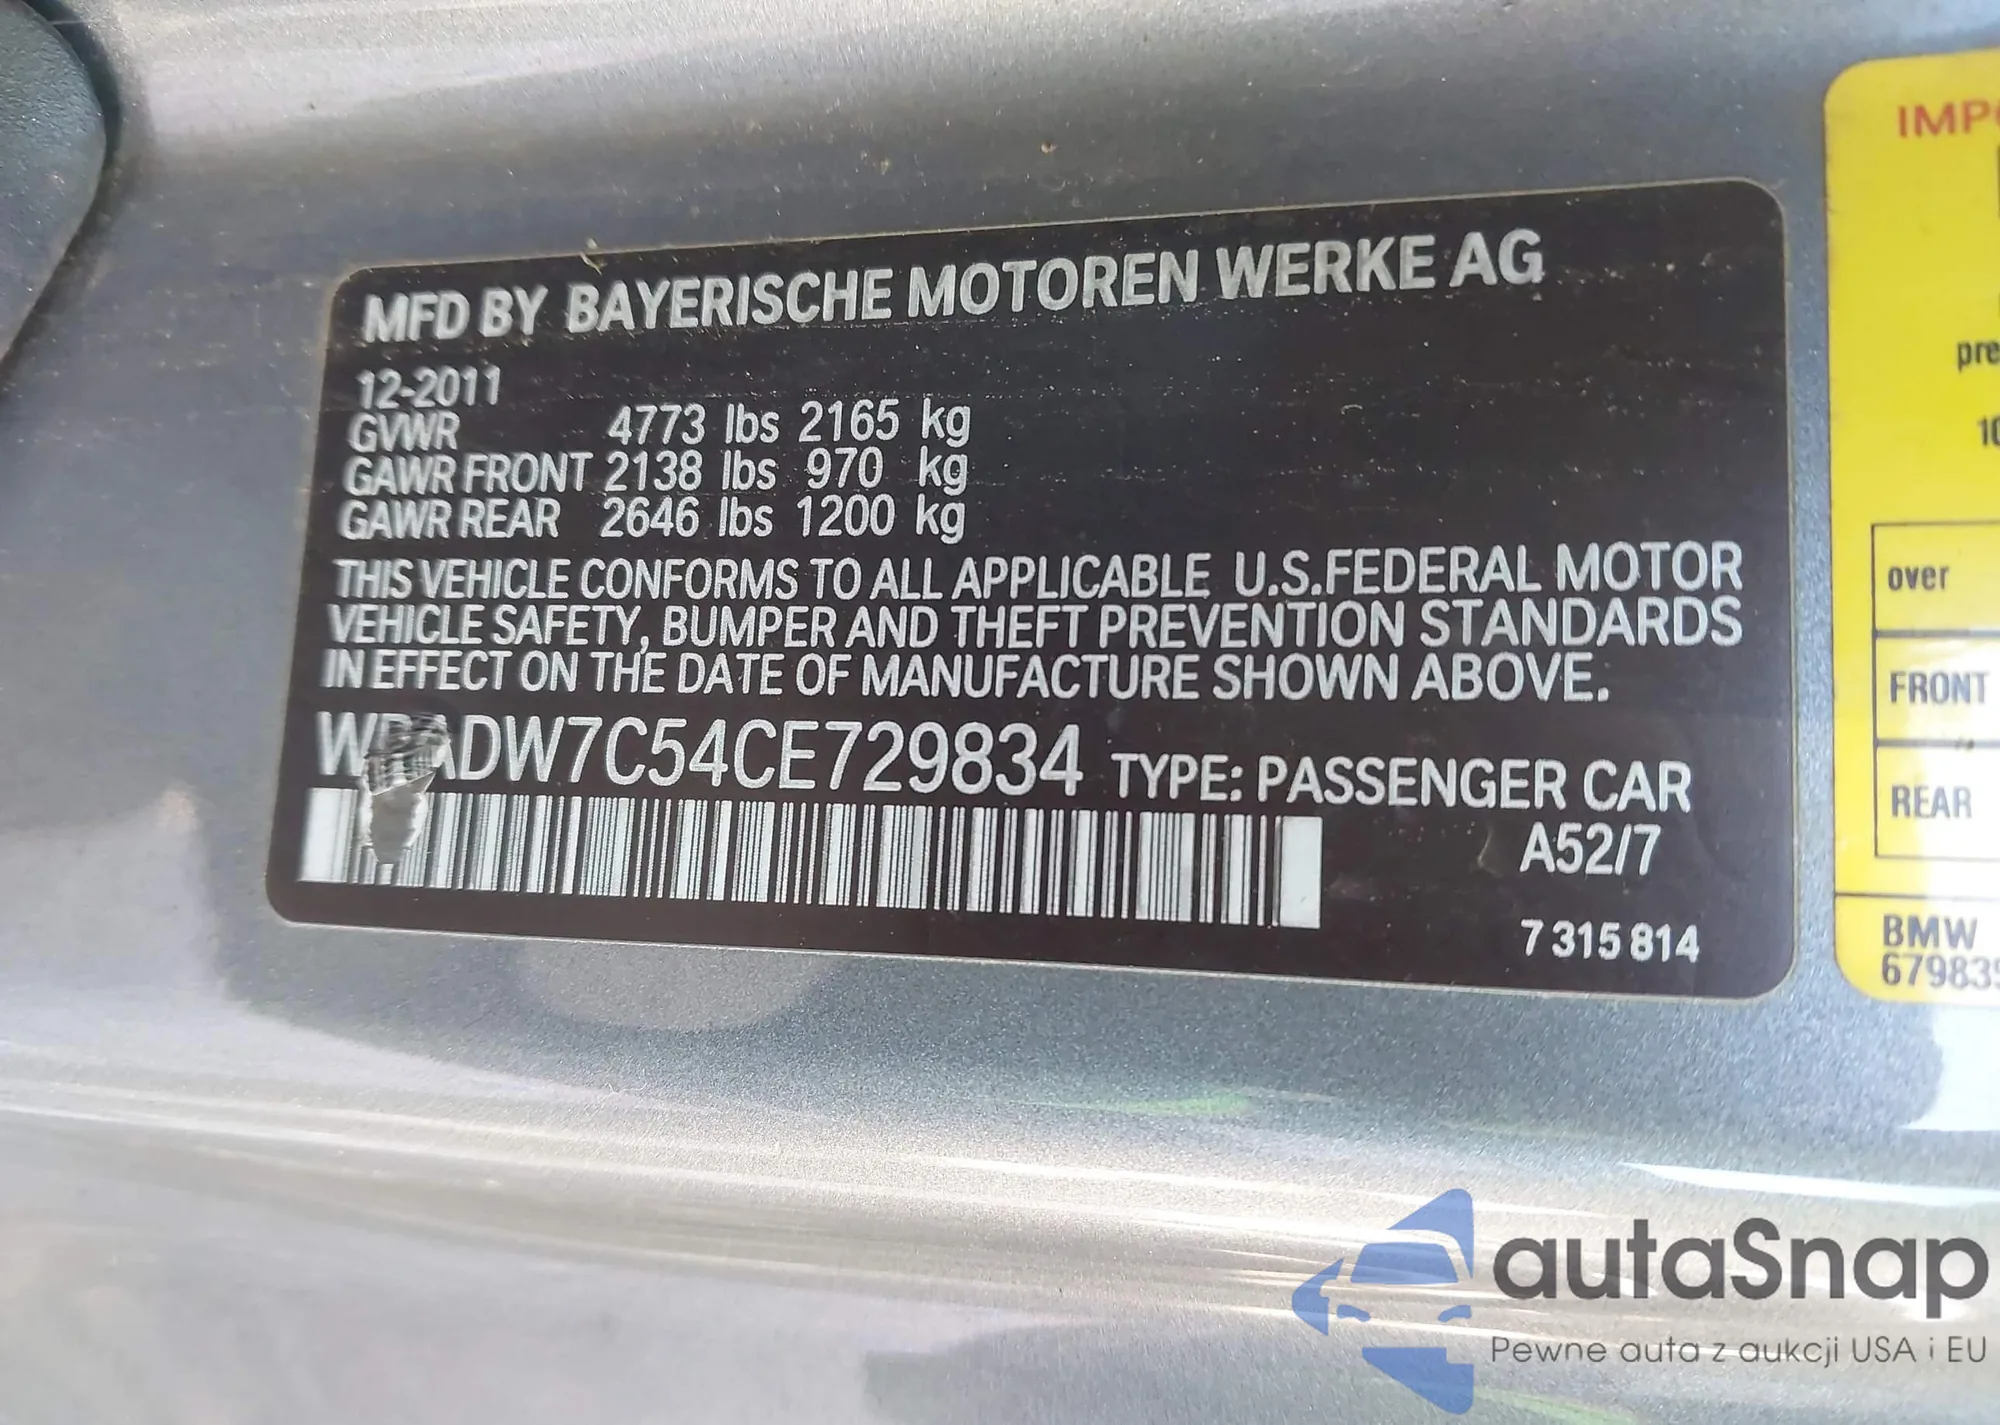 MFD BY BAYERISCHE MOTOREN WERKE AG
12-2011
GVWR 4773 lbs 2165 kg
GAWR FRONT 2138 lbs 970 kg
GAWR REAR 2646 lbs 1200 kg
THIS VEHICLE CONFORMS TO ALL APPLICABLE U.S.FEDERAL MOTOR
VEHICLE SAFETY, BUMPER AND THEFT PREVENTION STANDARDS
IN EFFECT ON THE DATE OF MANUFACTURE SHOWN ABOVE.
TYPE: PASSENGER CAR
A52/7
7 315 814
over
FRONT
REAR
BMW
autaSnap
Pewne auta z aukcji USA i EU